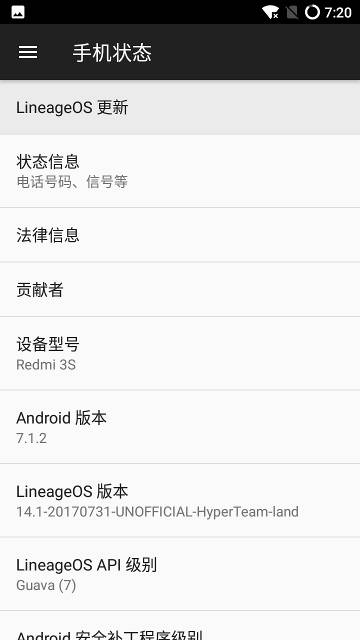 7:20
手机状态
LineageOS 更新
状态信息
电话号码、信号等
法律信息
贡献者
设备型号
Redmi 3S
Android 版本
7.1.2
LineageOS 版本
14.1-20170731-UNOFFICIAL-HyperTeam-land
LineageOS API 级别
Guava (7)
Android 安全补丁程序级别